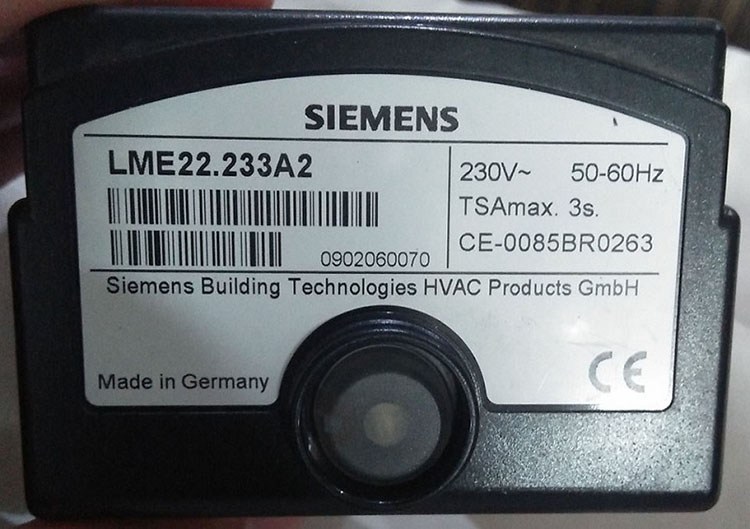 SIEMENS
LME22.233A2
0902060070
230V~ 50-60Hz
TSAmax. 3s.
CE-0085BR0263
Siemens Building Technologies HVAC Products GmbH
Made in Germany
CE